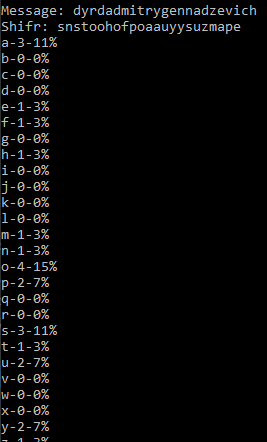 Message: dyrdadmitrygennadzevich
Shifr: snstoohofpoaauyysuzmape
a-3-11%
b-0-0%
c-0-0%
d-0-0%
e-1-3%
f-1-3%
g-0-0%
h-1-3%
i-0-0%
j-0-0%
k-0-0%
l-0-0%
m-1-3%
n-1-3%
o-4-15%
p-2-7%
q-0-0%
r-0-0%
s-3-11%
t-1-3%
u-2-7%
v-0-0%
w-0-0%
x-0-0%
y-2-7%
z-1-3%